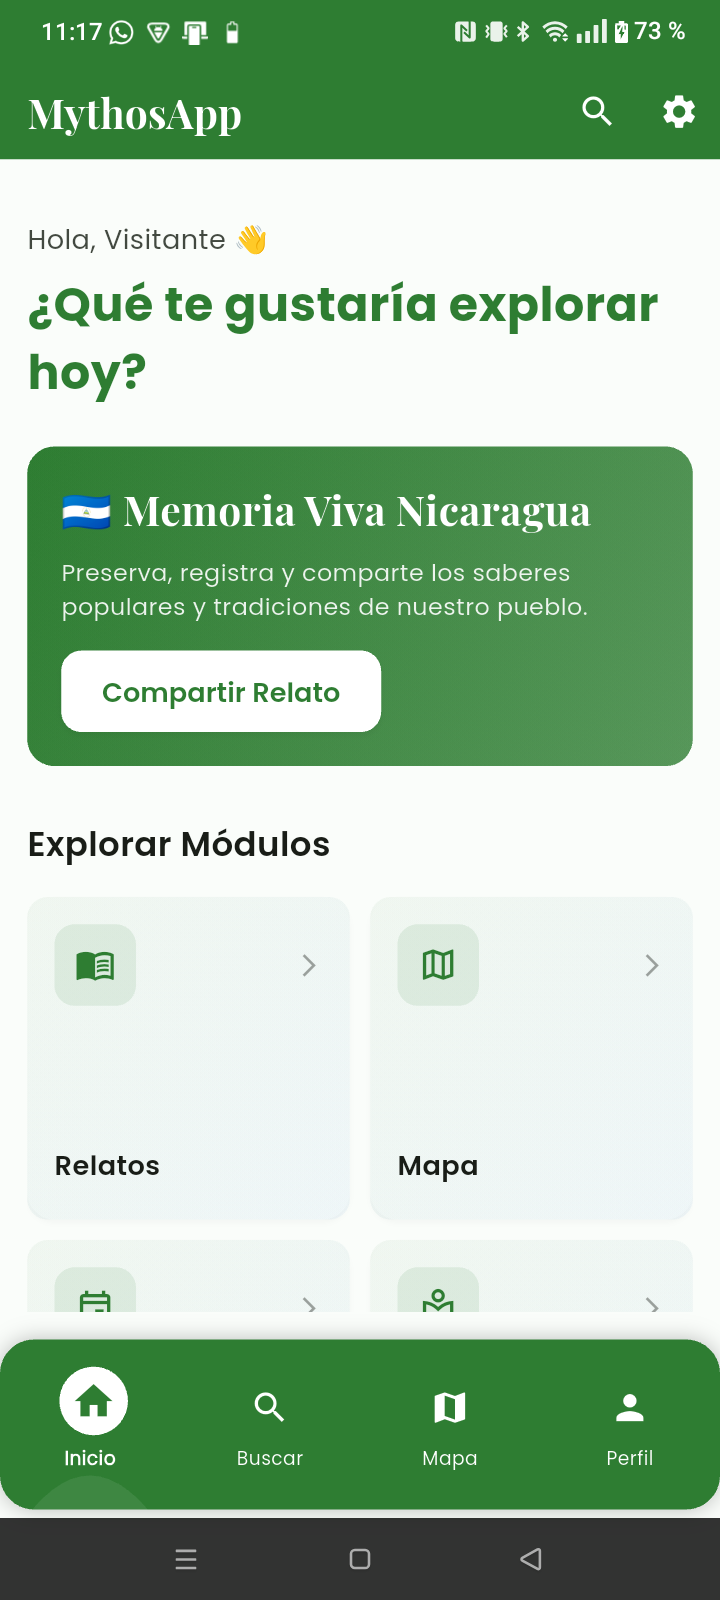 11:17 73 %
MythosApp
Hola, Visitante 👋
¿Qué te gustaría explorar
hoy?
🇳🇮 Memoria Viva Nicaragua
Preserva, registra y comparte los saberes
populares y tradiciones de nuestro pueblo.
Compartir Relato
Explorar Módulos
Relatos Mapa
Inicio Buscar Mapa Perfil